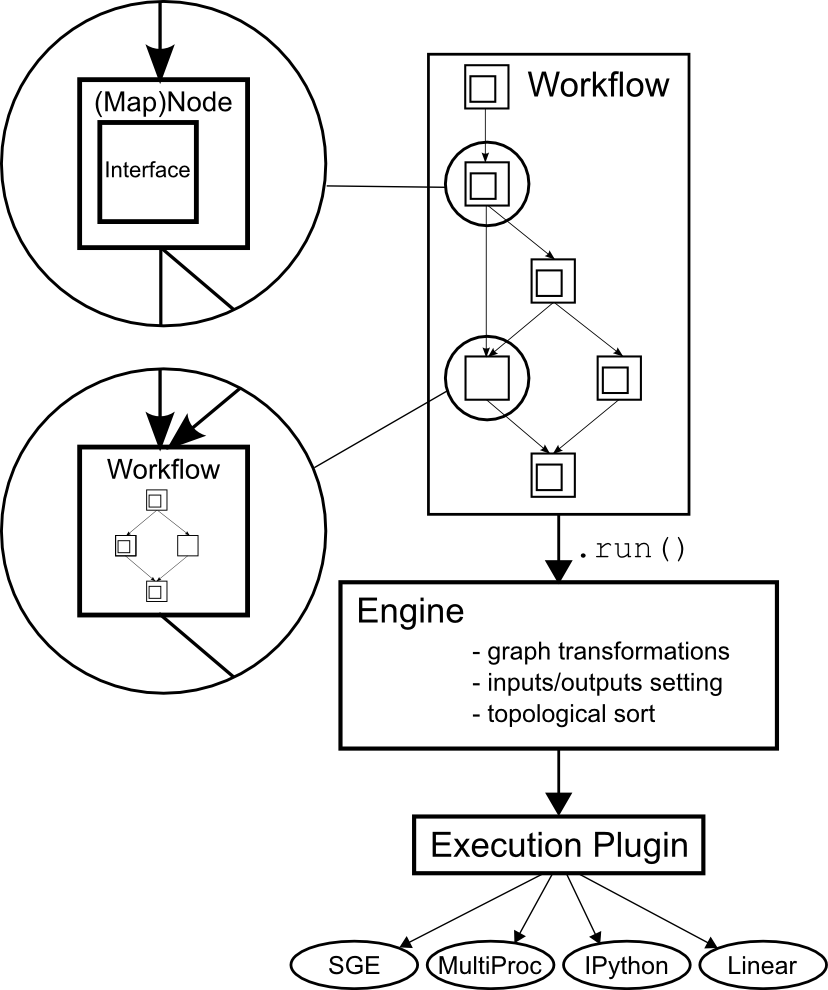 (Map)Node
Interface
Workflow
Workflow
.run()
Engine
- graph transformations
- inputs/outputs setting
- topological sort
Execution Plugin
SGE
MultiProc
IPython
Linear